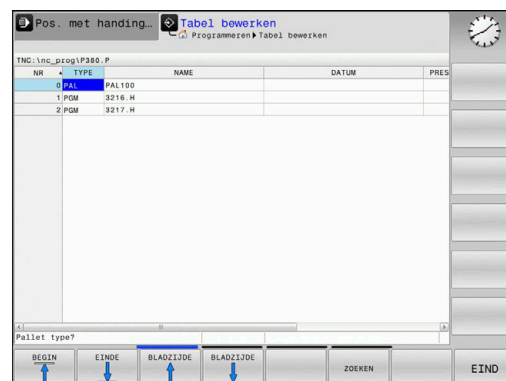 Pos. met handing… Tabel bewerken
Programmeren Tabel bewerken
TNC:\nc_prog\P380.P
NR TYPE NAME DATUM PRES
0 PAL PAL100
1 PGM 3216.H
2 PGM 3217.H
Pallet type?
BEGIN EINDE BLADZIJDE BLADZIJDE ZOEKEN EIND